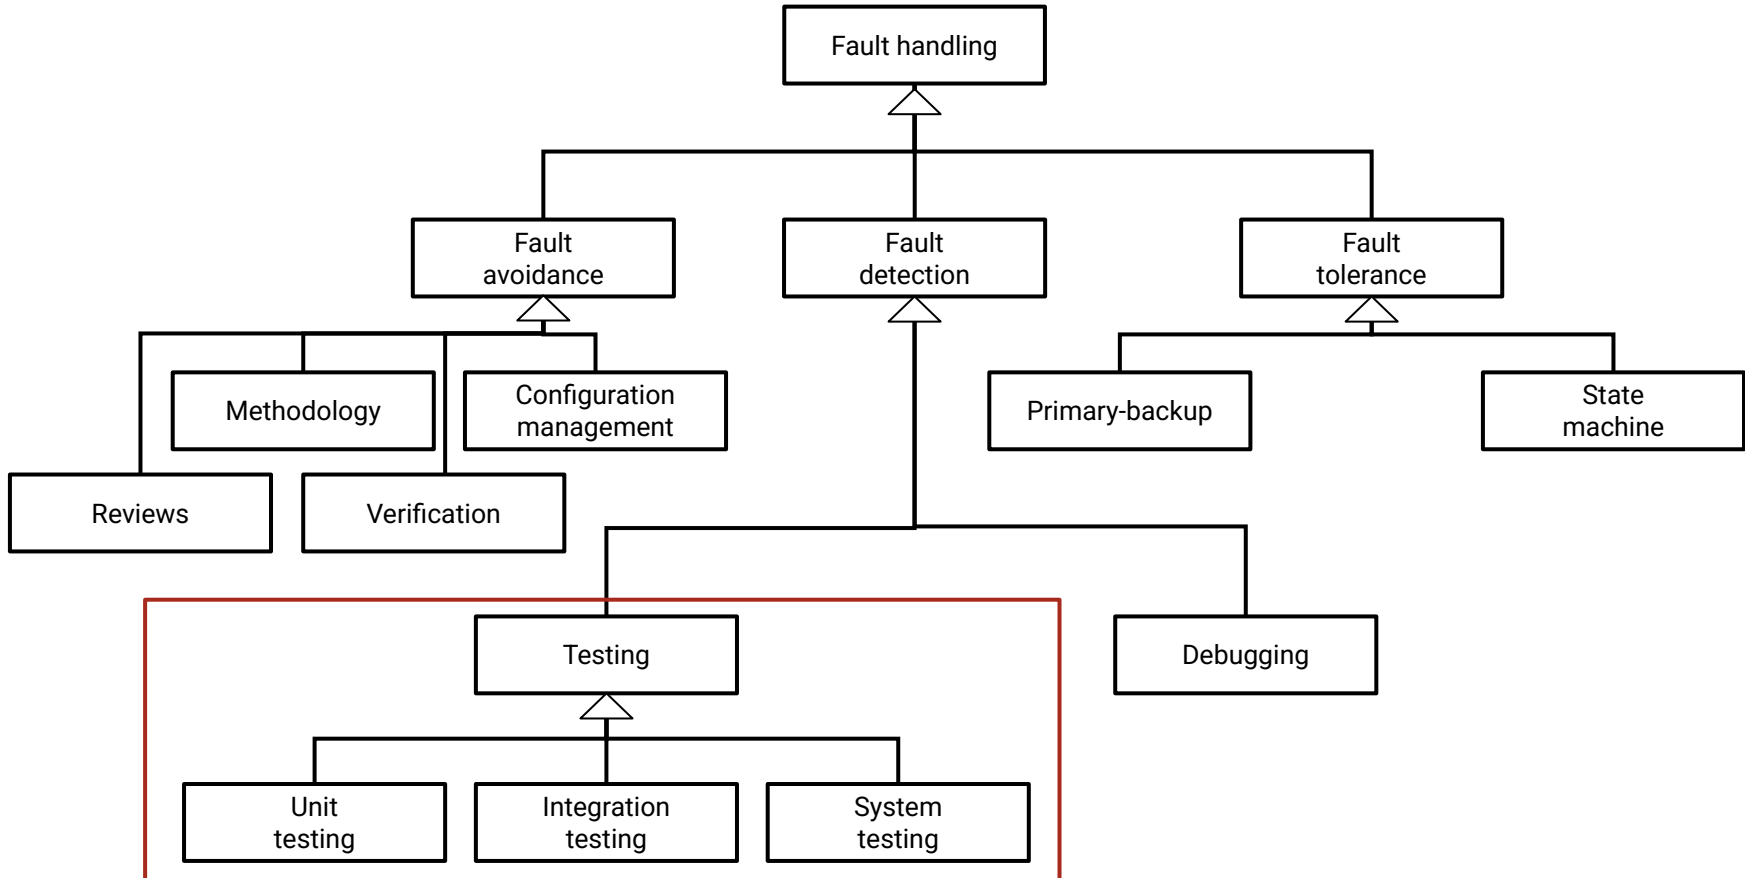 Fault handling
Fault
avoidance
Fault
detection
Fault
tolerance
Methodology
Configuration
management
Primary-backup
State
machine
Reviews
Verification
Testing
Debugging
Unit
testing
Integration
testing
System
testing